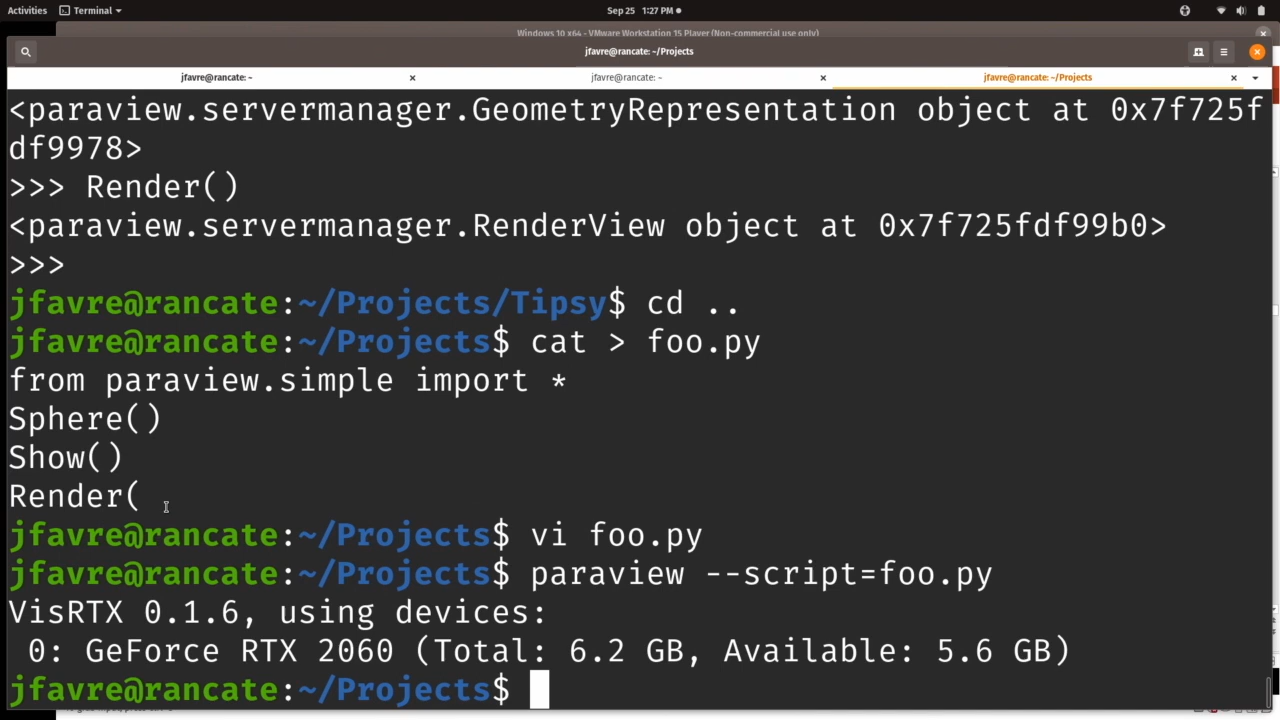 Activities Terminal Sep 25 1:27 PM
Windows 10 x64 - VMware Workstation 15 Player (Non-commercial use only)
jfavre@rancate: ~/Projects
jfavre@rancate: ~ jfavre@rancate: ~ jfavre@rancate: ~/Projects
<paraview.servermanager.GeometryRepresentation object at 0x7f725f
df9978>
>>> Render()
<paraview.servermanager.RenderView object at 0x7f725fdf99b0>
>>>
jfavre@rancate:~/Projects/Tipsy$ cd ..
jfavre@rancate:~/Projects$ cat > foo.py
from paraview.simple import *
Sphere()
Show()
Render(
jfavre@rancate:~/Projects$ vi foo.py
jfavre@rancate:~/Projects$ paraview --script=foo.py
VisRTX 0.1.6, using devices:
 0: GeForce RTX 2060 (Total: 6.2 GB, Available: 5.6 GB)
jfavre@rancate:~/Projects$